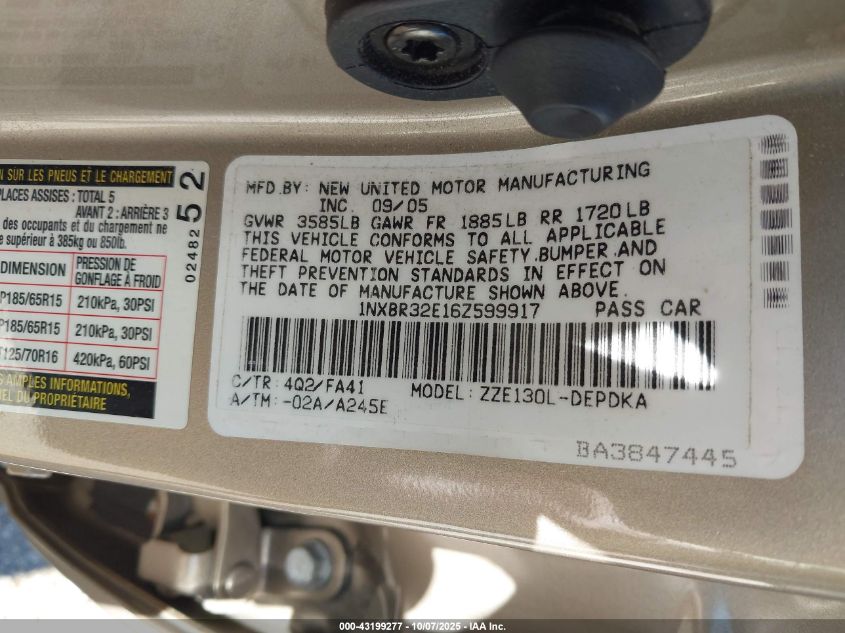 N SUR LES PNEUS ET LE CHARGEMENT
PLACES ASSISES : TOTAL 5
AVANT 2 : ARRIÈRE 3
des occupants et du chargement ne
e supérieur à 385kg ou 850lb.
DIMENSION PRESSION DE GONFLAGE À FROID
P185/65R15 210kPa, 30PSI
P185/65R15 210kPa, 30PSI
T125/70R16 420kPa, 60PSI
AMPLES INFORMATIONS,
EL DU PROPRIÉTAIRE
02482 52
MFD.BY: NEW UNITED MOTOR MANUFACTURING
INC. 09/05
GVWR 3585LB GAWR FR 1885LB RR 1720LB
THIS VEHICLE CONFORMS TO ALL APPLICABLE
FEDERAL MOTOR VEHICLE SAFETY,BUMPER,AND
THEFT PREVENTION STANDARDS IN EFFECT ON
THE DATE OF MANUFACTURE SHOWN ABOVE.
1NXBR32E16Z599917 PASS CAR
C/TR: 4Q2/FA41 MODEL: ZZE130L-DEPDKA
A/TM: -02A/A245E
BA3847445
000-43199277 - 10/07/2025 - IAA Inc.